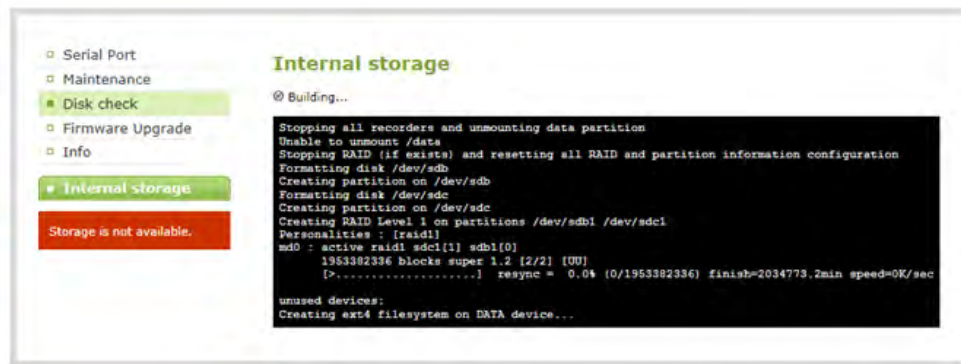 Serial Port
Maintenance
Disk check
Firmware Upgrade
Info
Internal storage
Storage is not available.
Internal storage
Building...
Stopping all recorders and unmounting data partition
Unable to unmount /data
Stopping RAID (if exists) and resetting all RAID and partition information configuration
Formatting disk /dev/sdb
Creating partition on /dev/sdb
Formatting disk /dev/sdc
Creating partition on /dev/sdc
Creating RAID Level 1 on partitions /dev/sdb1 /dev/sdc1
Personalities : [raid1]
md0 : active raid1 sdc1[1] sdb1[0]
1953382336 blocks super 1.2 [2/2] [UU]
[>....................] resync = 0.0% (0/1953382336) finish=2034773.2min speed=0K/sec
unused devices:
Creating ext4 filesystem on DATA device...